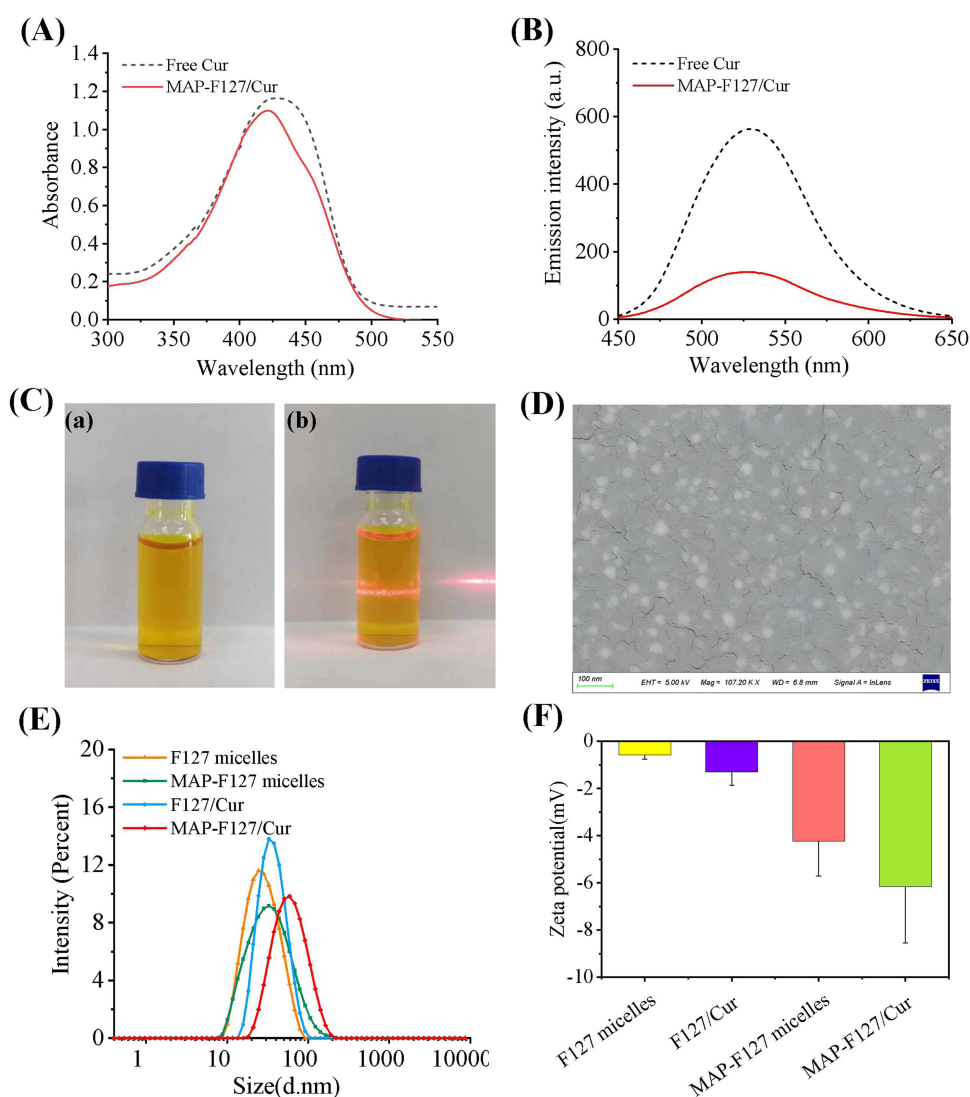 (A)
1.4
1.2
1.0
0.8
0.6
0.4
0.2
0.0
Absorbance
Free Cur
MAP-F127/Cur
300 350 400 450 500 550
Wavelength (nm)
(B)
800
600
400
200
0
Emission intensity (a.u.)
Free Cur
MAP-F127/Cur
450 500 550 600 650
Wavelength (nm)
(C)
(a)
(b)
(D)
100 nm
EHT = 5.00 kV Mag = 107.20 K X WD = 6.8 mm Signal A = InLens
ZEISS
(E)
20
16
12
8
4
0
Intensity (Percent)
F127 micelles
MAP-F127 micelles
F127/Cur
MAP-F127/Cur
1 10 100 1000 10000
Size(d.nm)
(F)
0
-2
-4
-6
-8
-10
Zeta potential(mV)
F127 micelles
F127/Cur
MAP-F127 micelles
MAP-F127/Cur